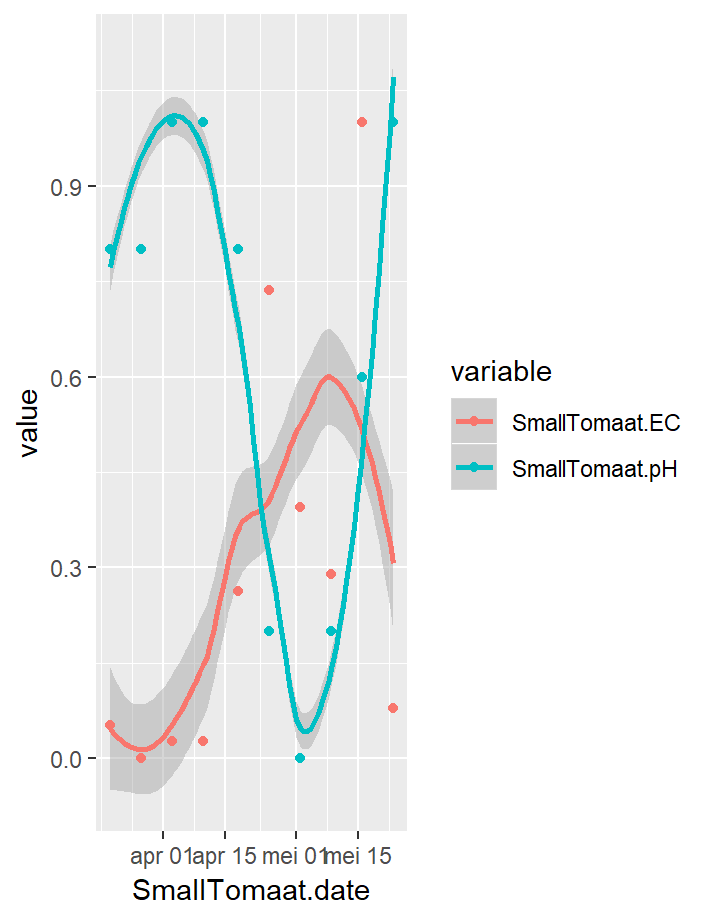 0.9
0.6
0.3
0.0
value
apr 01
apr 15
mei 01
mei 15
SmallTomaat.date
variable
SmallTomaat.EC
SmallTomaat.pH